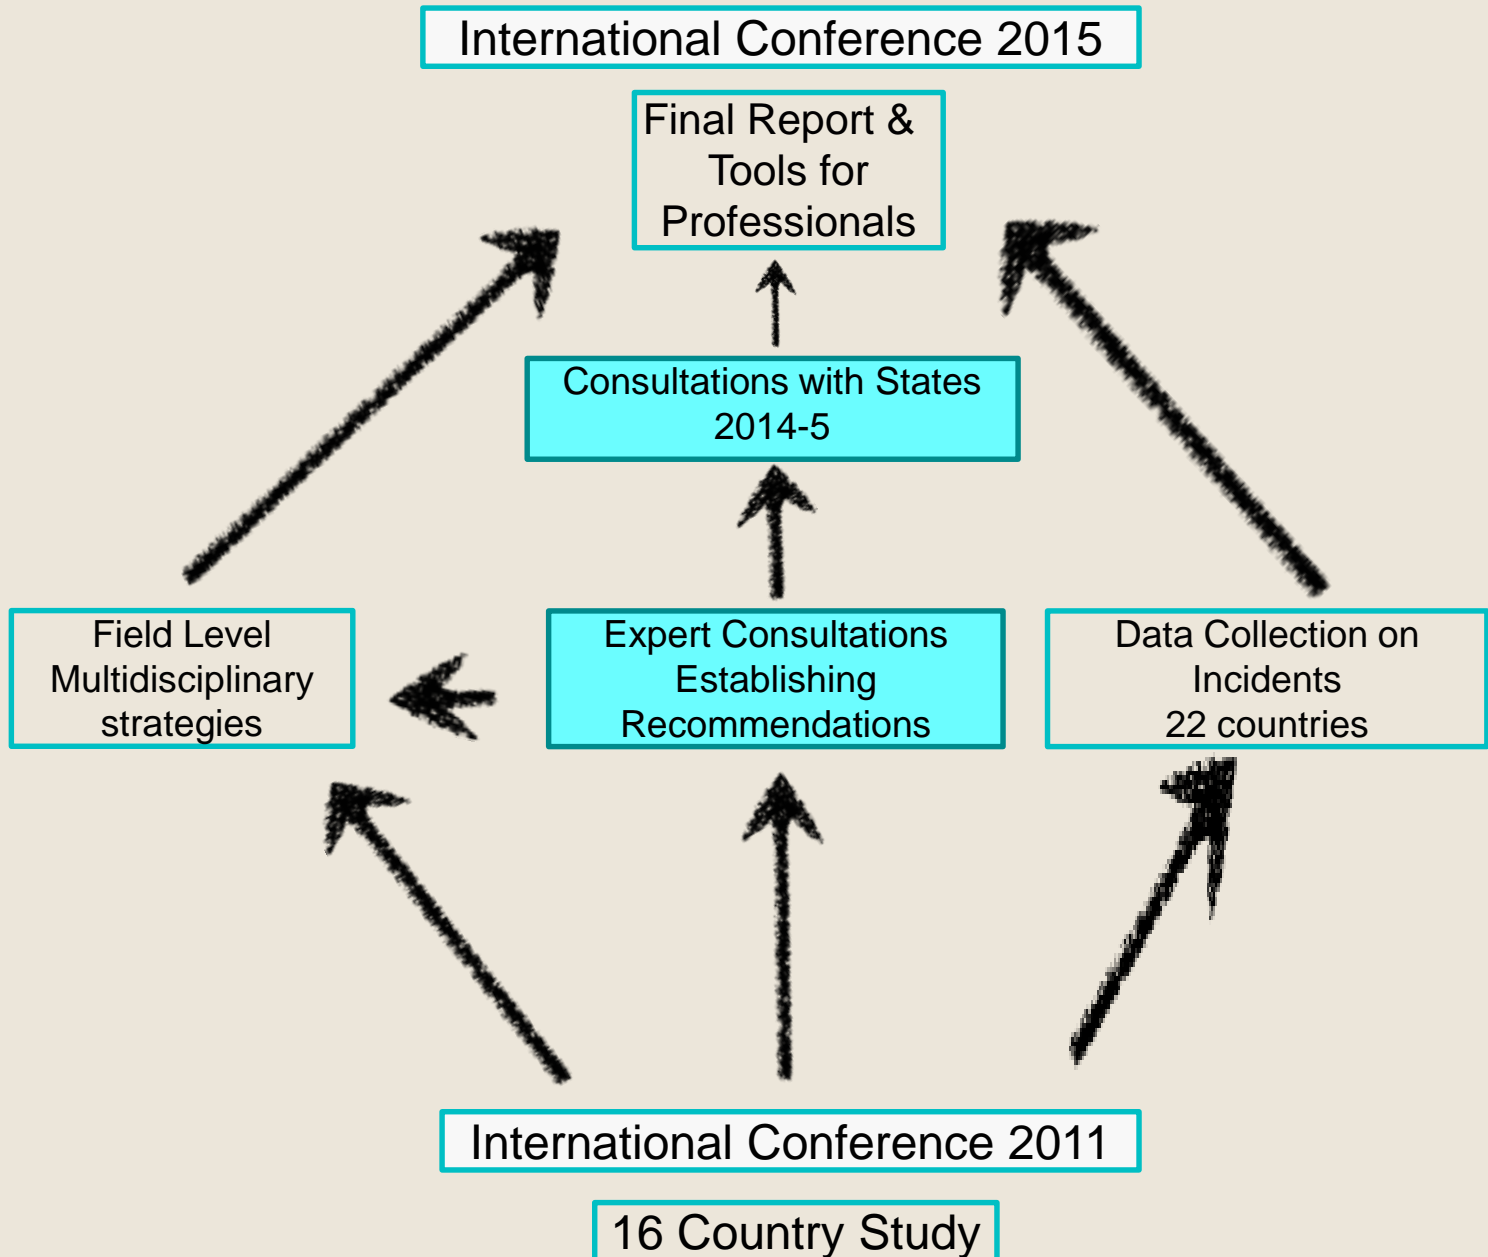 International Conference 2015
Final Report &
Tools for
Professionals
Consultations with States
2014-5
Field Level
Multidisciplinary
strategies
Expert Consultations
Establishing
Recommendations
Data Collection on
Incidents
22 countries
International Conference 2011
16 Country Study